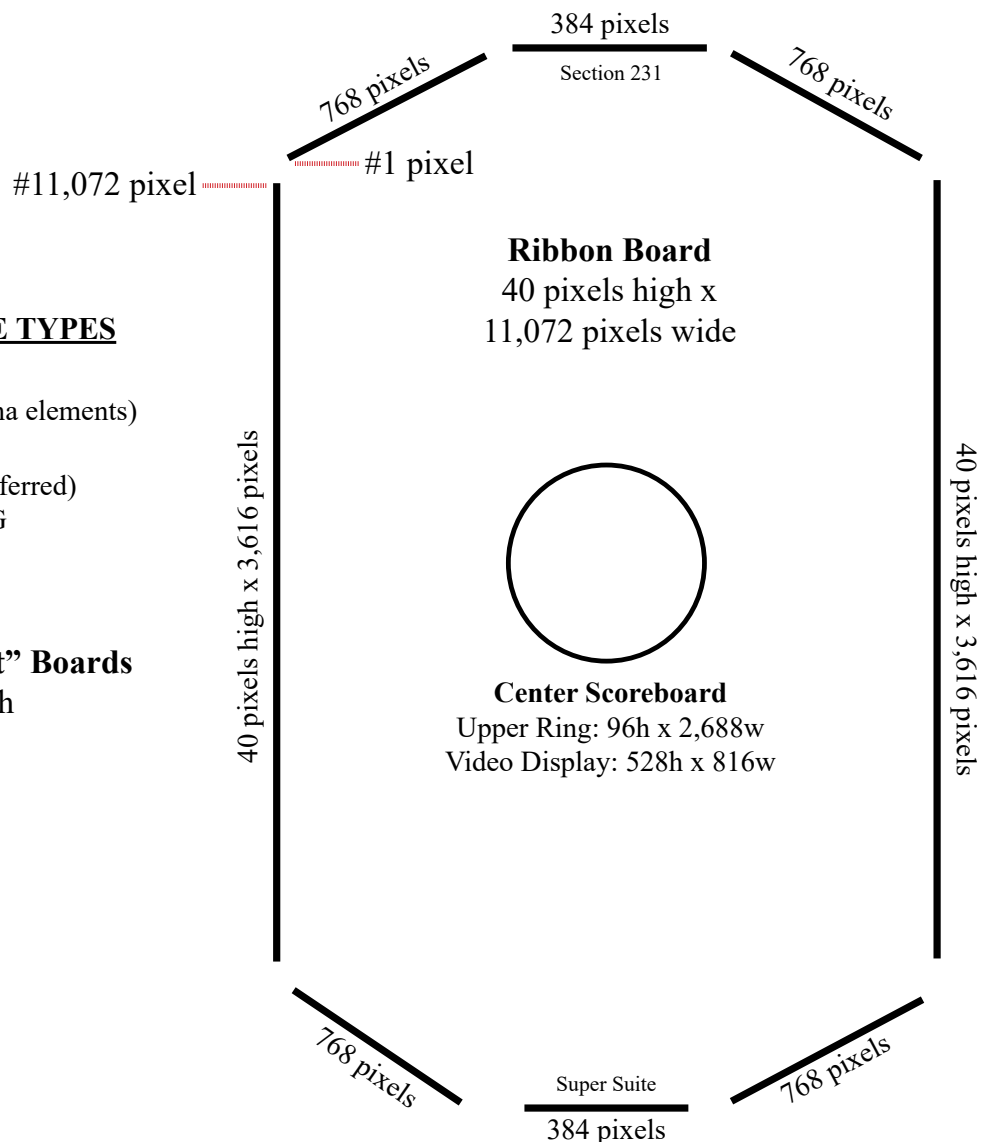 384 pixels
Section 231
768 pixels
768 pixels
#1 pixel
#11,072 pixel
Ribbon Board
40 pixels high x
11,072 pixels wide
TYPES
elements)
40 pixels high x 3,616 pixels
40 pixels high x 3,616 pixels
Boards
Center Scoreboard
Upper Ring: 96h x 2,688w
Video Display: 528h x 816w
768 pixels
Super Suite
384 pixels
768 pixels